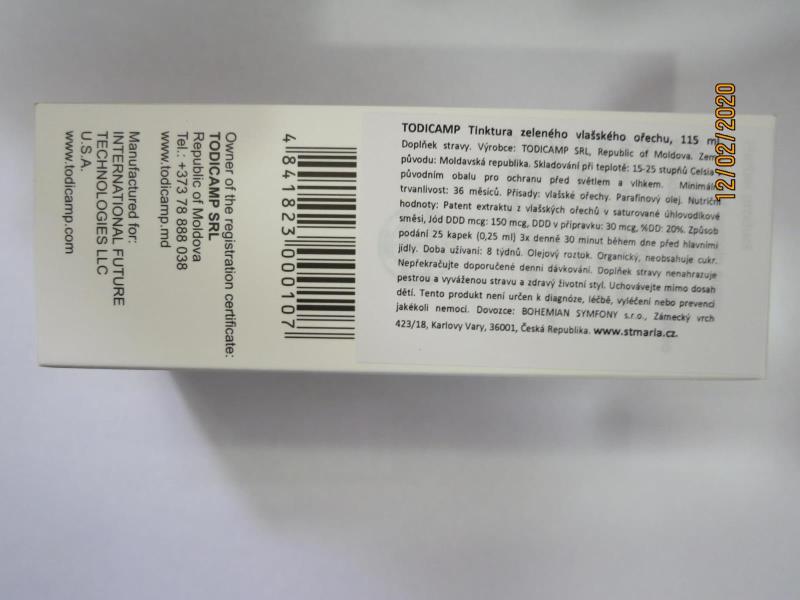 TODICAMP Tinktura zeleného vlašského ořechu, 115 ml
Doplňek stravy. Výrobce: TODICAMP SRL, Republic of Moldova. Země
původu: Moldavská republika. Skladování při teplotě: 15-25 stupňů Celsia
původním obalu pro ochranu před světlem a vlhkem. Minimální
trvanlivost: 36 měsíců. Přísady: vlašské ořechy. Parafinový olej. Nutriční
hodnoty: Patent extraktu z vlašských ořechů v saturované úhlovodíkové
směsi, Jód DDD mcg: 150 mcg, DDD v přípravku: 30 mcg, %DD: 20%. Způsob
podání 25 kapek (0,25 ml) 3x denně 30 minut během dne před hlavními
jídly. Doba užívaní: 8 týdnů. Olejový roztok. Organický, neobsahuje cukr.
Nepřekračujte doporučené denní dávkování. Doplněk stravy nenahrazuje
pestrou a vyváženou stravu a zdravý životní styl. Uchovávejte mimo dosah
dětí. Tento produkt není určen k diagnóze, léčbě, vyléčení nebo prevenci
jakékoli nemoci. Dovozce: BOHEMIAN SYMFONY s.r.o., Zámecký vrch
423/18, Karlovy Vary, 36001, Česká Republika. www.stmaria.cz.
4 841823 000107
Owner of the registration certificate:
TODICAMP SRL
Republic of Moldova
Tel.: +373 78 888 038
www.todicamp.md
Manufactured for:
INTERNATIONAL FUTURE
TECHNOLOGIES LLC
U.S.A.
www.todicamp.com
12/02/2020